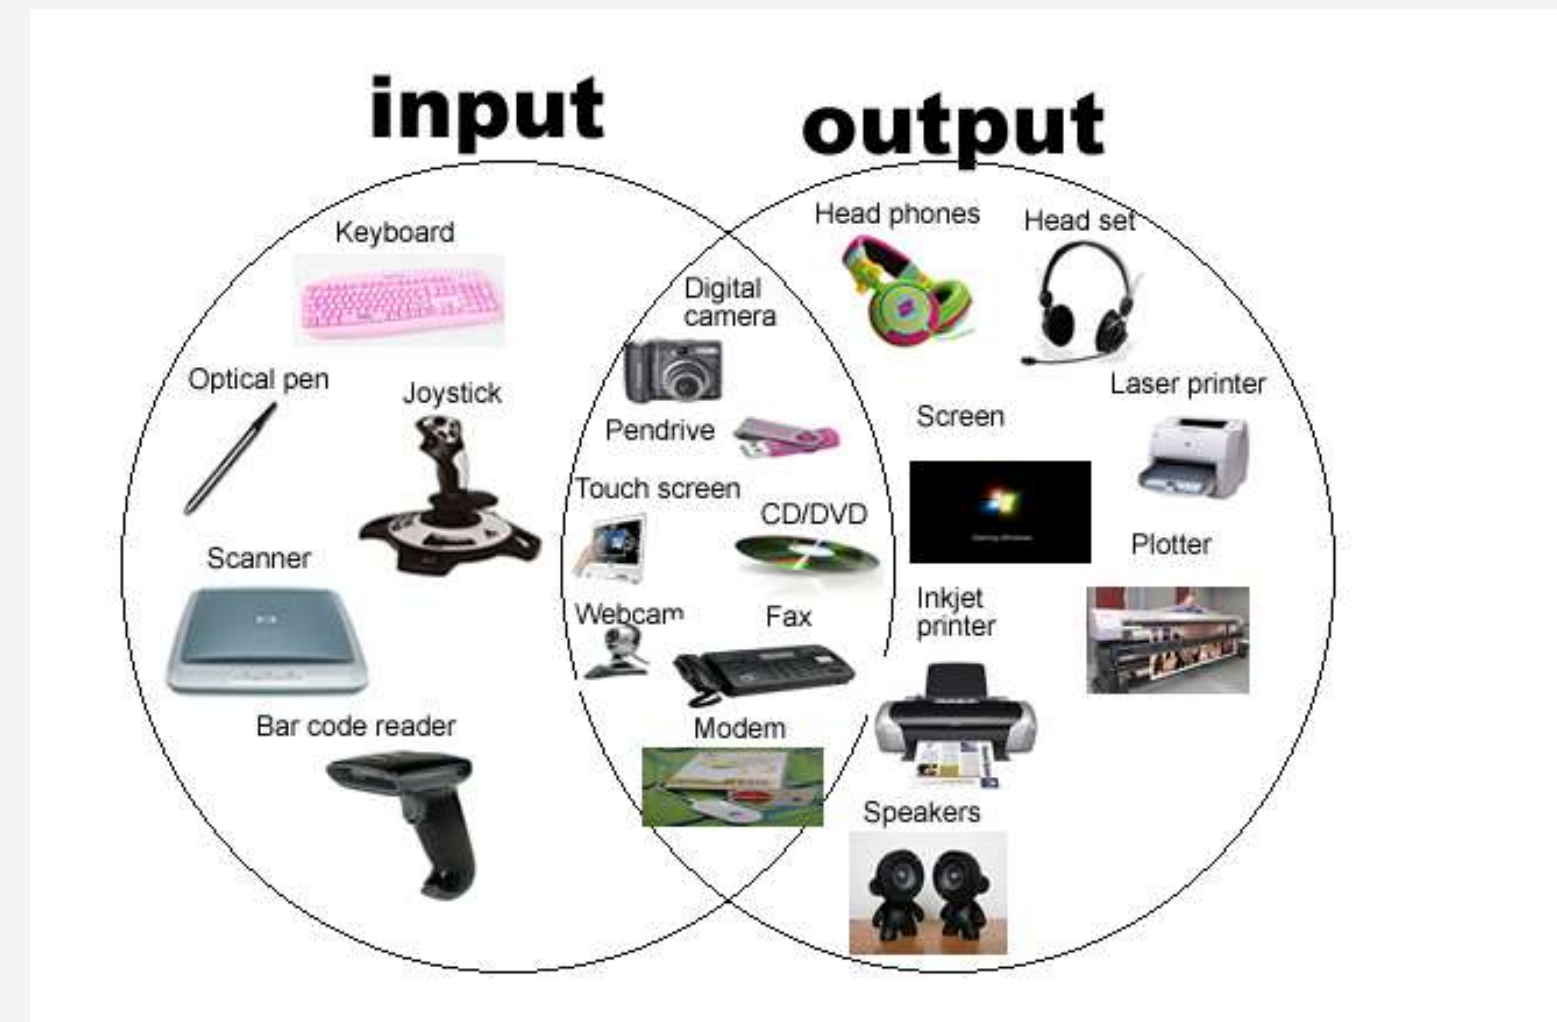 input
output
Keyboard
Head phones
Head set
Digital
camera
Optical pen
Joystick
Laser printer
Pendrive
Screen
Touch screen
CD/DVD
Scanner
Plotter
Webcam
Fax
Inkjet
printer
Bar code reader
Modem
Speakers